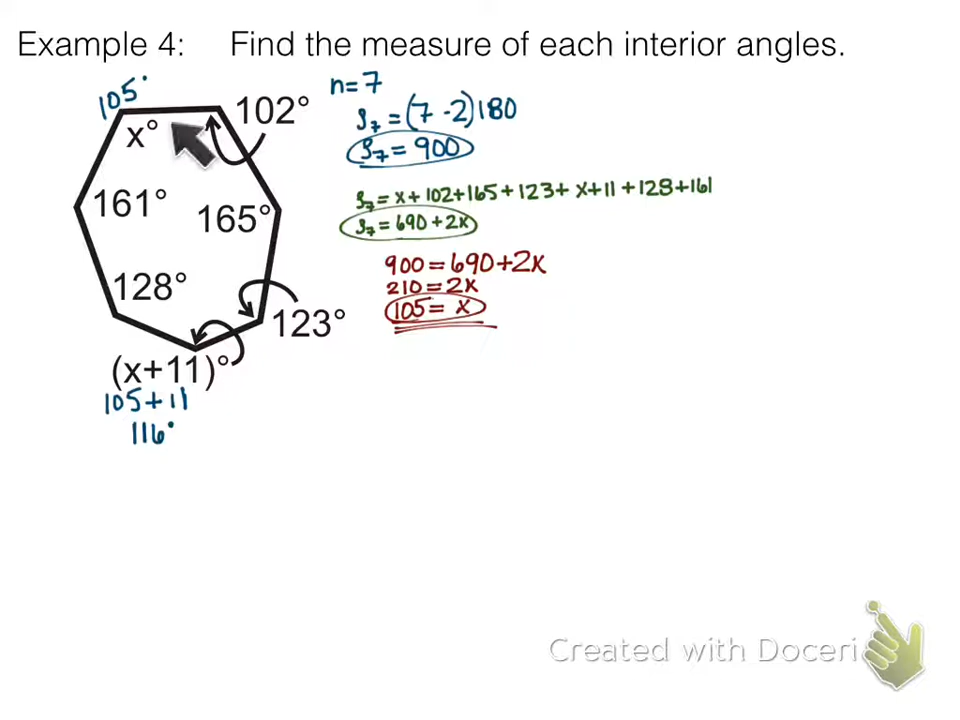 Example 4: Find the measure of each interior angles.
105°
n=7
102°
x°
S₇ = (7-2)180
S₇ = 900
161°
165°
S₇ = x+102+165+123+ x+11+128+161
S₇ = 690+2x
900=690+2x
128°
210=2x
105= x
123°
(x+11)°
105+11
116°
Created with Doceri